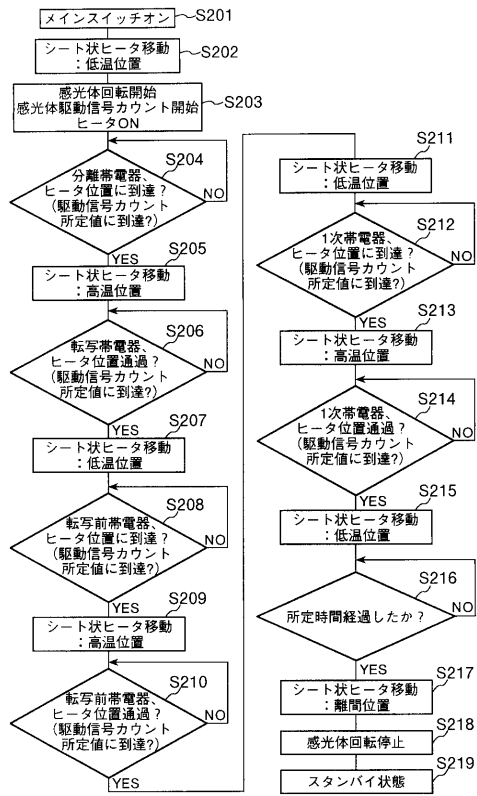 メインスイッチオン
S201
シート状ヒータ移動
:低温位置
S202
感光体回転開始
感光体駆動信号カウント開始
ヒータON
S203
分離帯電器、
ヒータ位置に到達?
(駆動信号カウント
所定値に到達?)
S204
NO
YES
S205
シート状ヒータ移動
:高温位置
転写帯電器、
ヒータ位置通過?
(駆動信号カウント
所定値に到達?)
S206
NO
YES
S207
シート状ヒータ移動
:低温位置
転写前帯電器、
ヒータ位置に到達?
(駆動信号カウント
所定値に到達?)
S208
NO
YES
S209
シート状ヒータ移動
:高温位置
転写前帯電器、
ヒータ位置通過?
(駆動信号カウント
所定値に到達?)
S210
NO
YES
S211
シート状ヒータ移動
:低温位置
1次帯電器、
ヒータ位置に到達?
(駆動信号カウント
所定値に到達?)
S212
NO
YES
S213
シート状ヒータ移動
:高温位置
1次帯電器、
ヒータ位置通過?
(駆動信号カウント
所定値に到達?)
S214
NO
YES
S215
シート状ヒータ移動
:低温位置
所定時間経過したか?
S216
NO
YES
S217
シート状ヒータ移動
:離間位置
S218
感光体回転停止
S219
スタンバイ状態